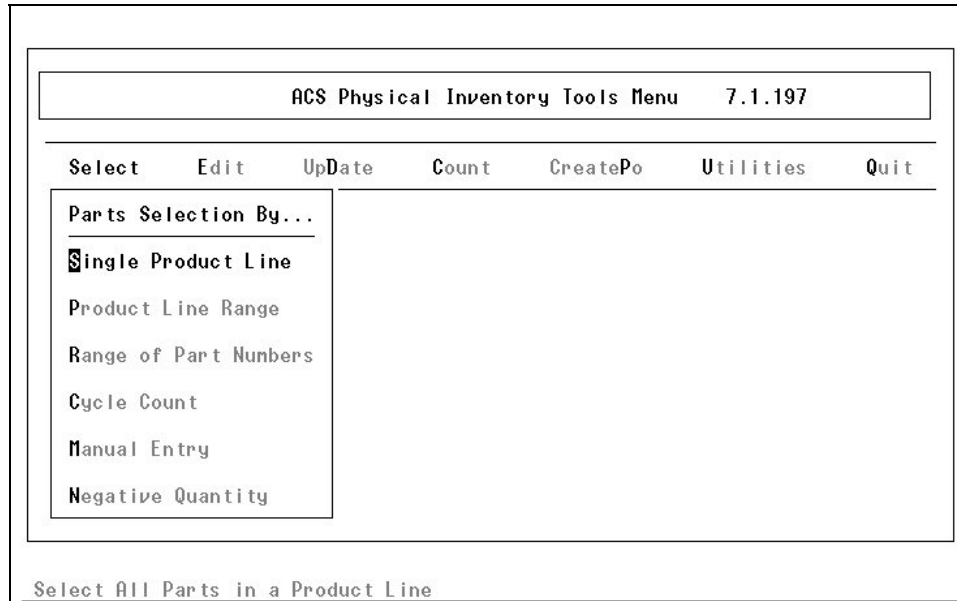 ACS Physical Inventory Tools Menu 7.1.197
Select Edit UpDate Count CreatePo Utilities Quit
Parts Selection By...
Single Product Line
Product Line Range
Range of Part Numbers
Cycle Count
Manual Entry
Negative Quantity
Select All Parts in a Product Line